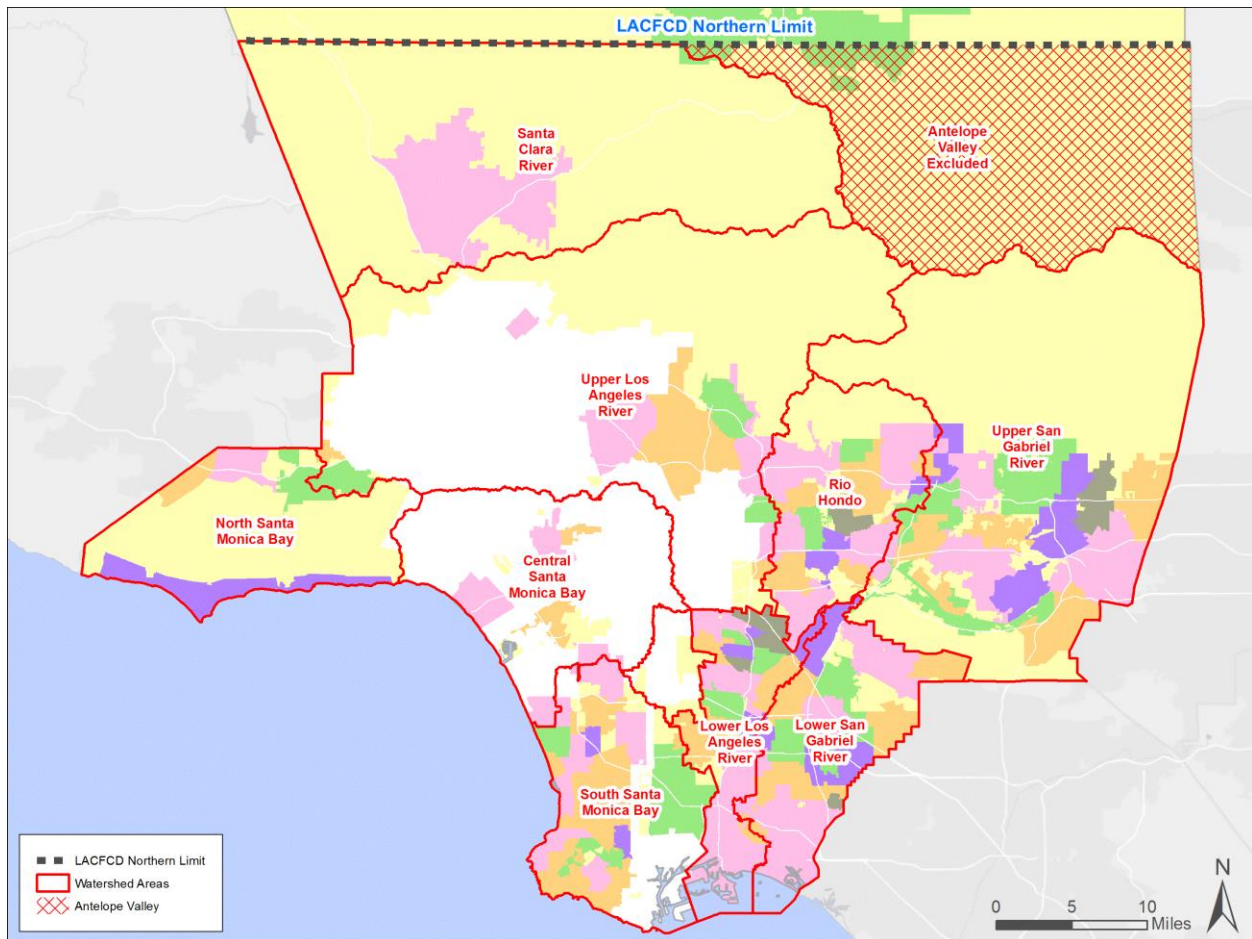 LACFCD Northern Limit
Santa
Clara
River
Antelope
Valley
Excluded
Upper Los
Angeles
River
Upper San
Gabriel
River
Rio
Hondo
North Santa
Monica Bay
Central
Santa
Monica Bay
Lower Los
Angeles
River
Lower San
Gabriel
River
South Santa
Monica Bay
LACFCD Northern Limit
Watershed Areas
Antelope Valley
N
0 5 10
Miles